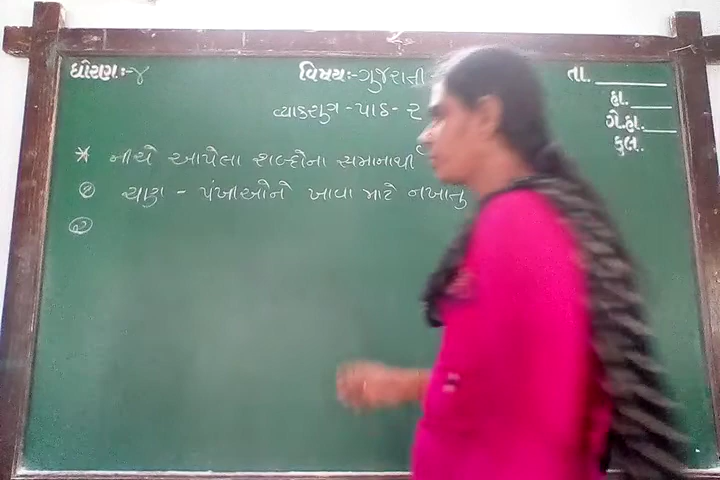 ધોરણ:-૪
વિષય:-ગુજરાતી
તા.
વ્યાકરણ-પાઠ-૨
હા.
ગે.હા.
કુલ.
* નીચે આપેલા શબ્દોના સમાનાર્થી
૧ ચણ - પંખીઓને ખાવા માટે નખાતુ
૨